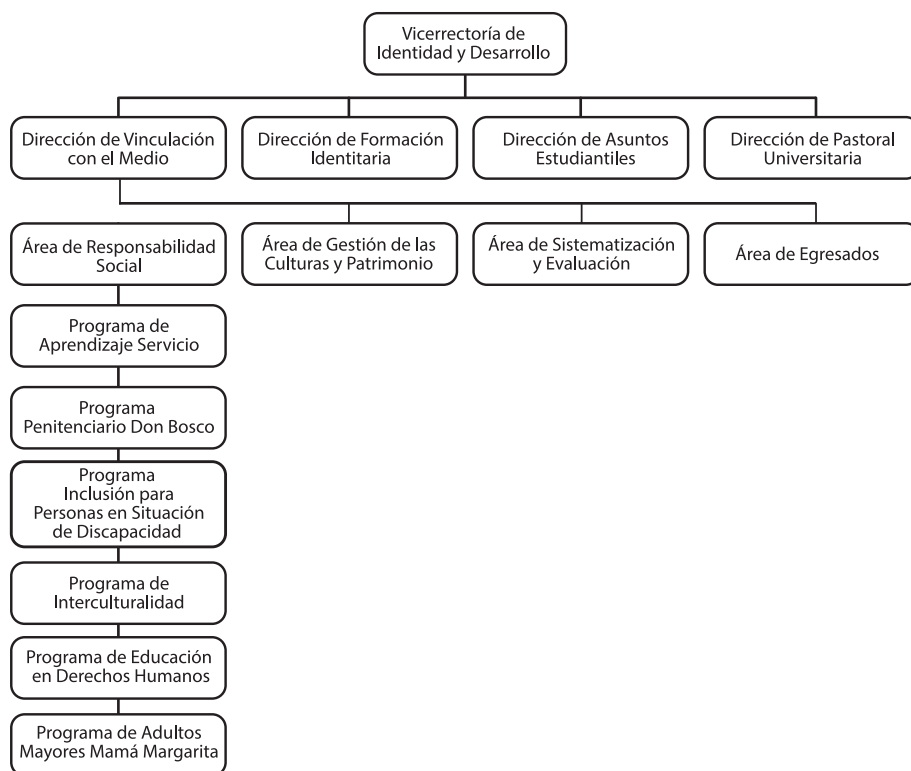 Vicerrectoría de
Identidad y Desarrollo
Dirección de Vinculación
con el Medio
Dirección de Formación
Identitaria
Dirección de Asuntos
Estudiantiles
Dirección de Pastoral
Universitaria
Área de Responsabilidad
Social
Área de Gestión de las
Culturas y Patrimonio
Área de Sistematización
y Evaluación
Área de Egresados
Programa de
Aprendizaje Servicio
Programa
Penitenciario Don Bosco
Programa
Inclusión para
Personas en Situación
de Discapacidad
Programa de
Interculturalidad
Programa de Educación
en Derechos Humanos
Programa de Adultos
Mayores Mamá Margarita